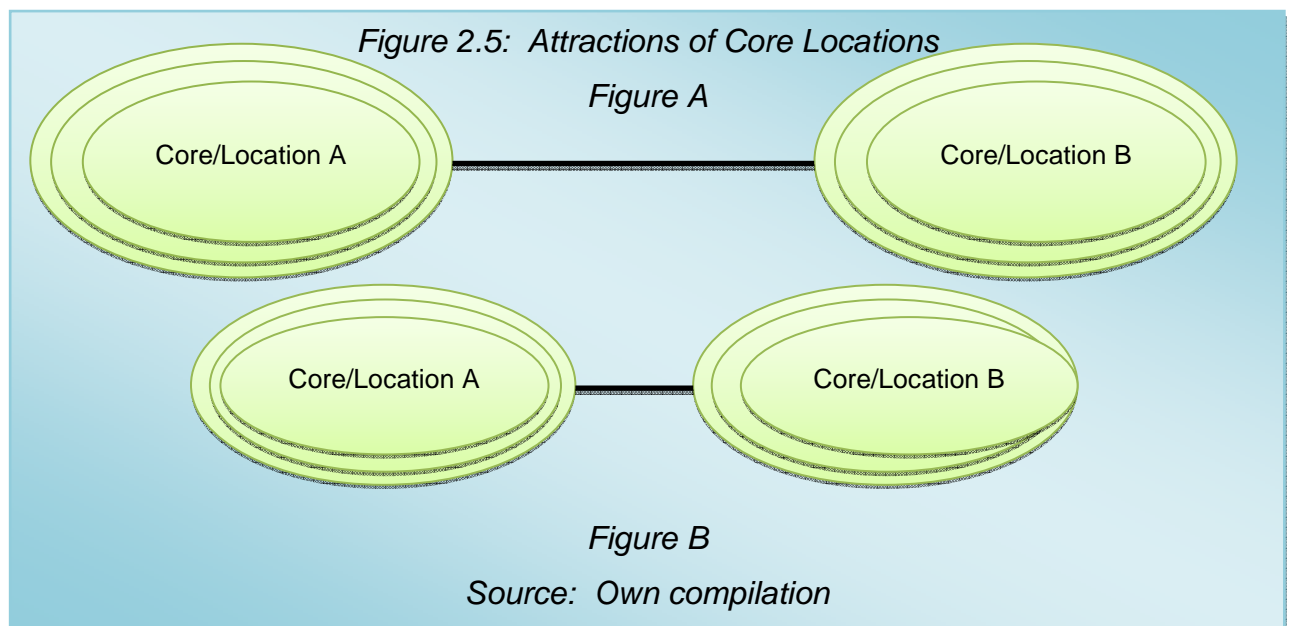 Figure 2.5: Attractions of Core Locations
Figure A
Core/Location A
Core/Location B
Core/Location A
Core/Location B
Figure B
Source: Own compilation